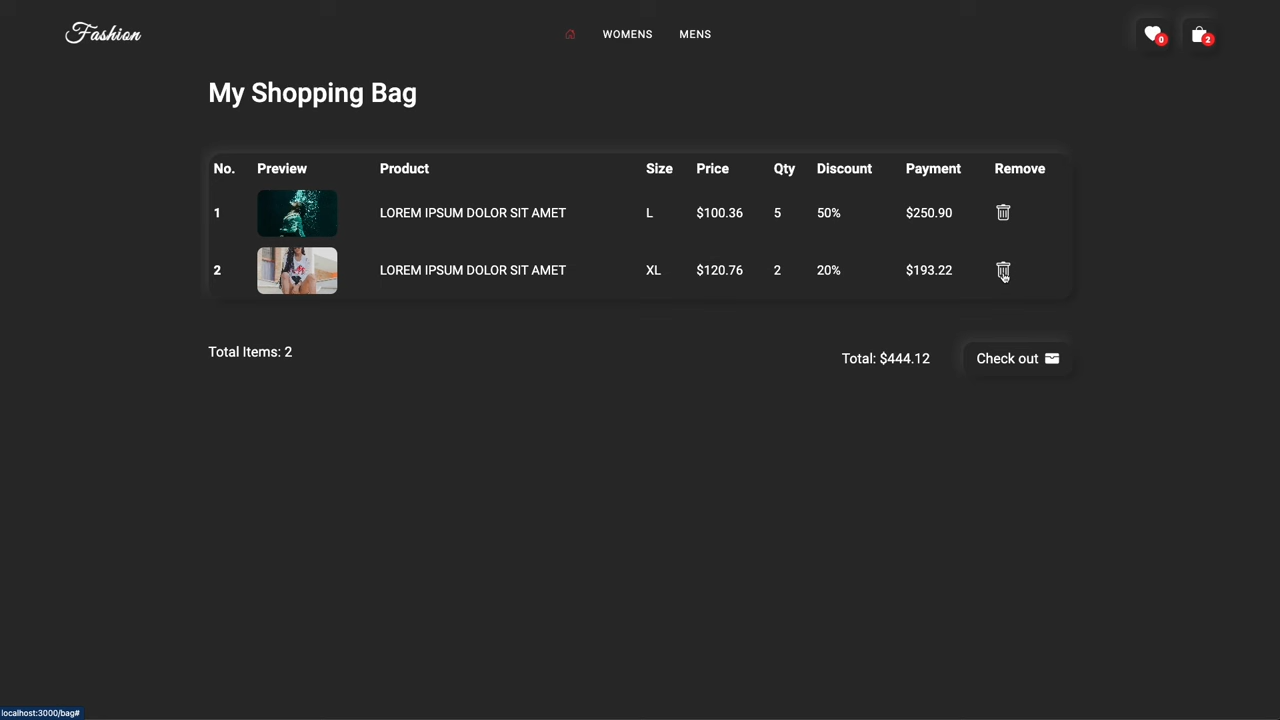 Fashion
WOMENS
MENS
0
2
My Shopping Bag
No. Preview Product Size Price Qty Discount Payment Remove
1 LOREM IPSUM DOLOR SIT AMET L $100.36 5 50% $250.90
2 LOREM IPSUM DOLOR SIT AMET XL $120.76 2 20% $193.22
Total Items: 2
Total: $444.12
Check out
localhost:3000/bag#